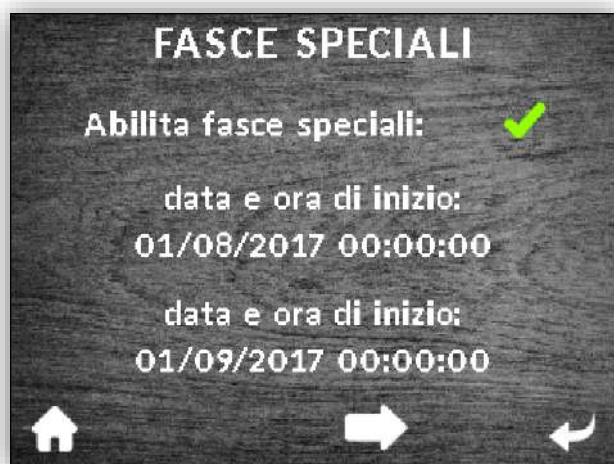 FASCE SPECIALI
Abilita fasce speciali:
data e ora di inizio:
01/08/2017 00:00:00
data e ora di inizio:
01/09/2017 00:00:00